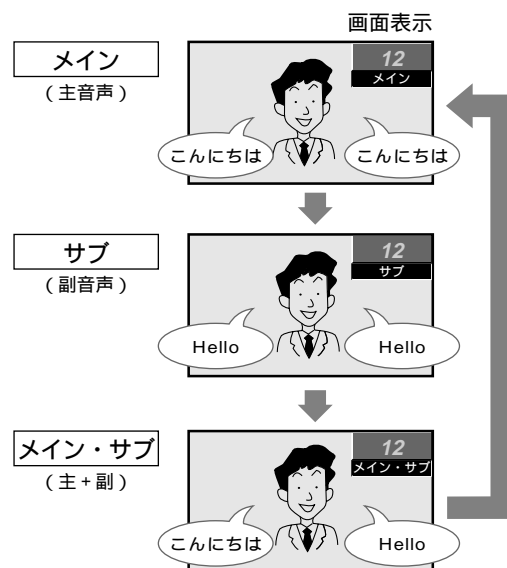 画面表示
メイン
（主音声）
12
メイン
こんにちは
こんにちは
サブ
（副音声）
12
サブ
Hello
Hello
メイン・サブ
（主+副）
12
メイン・サブ
こんにちは
Hello